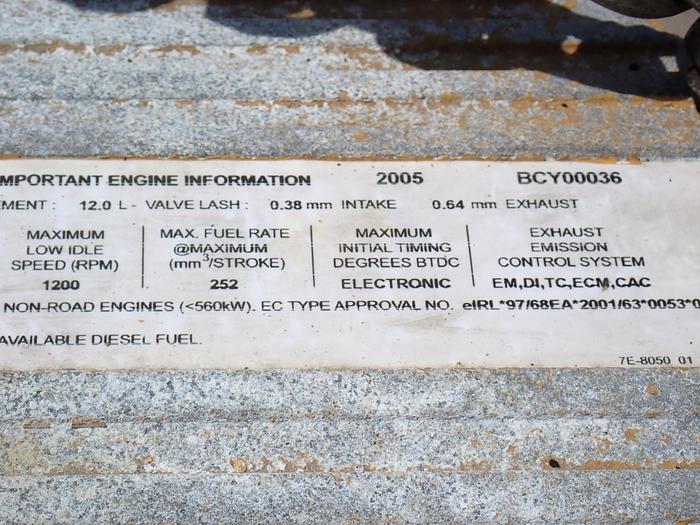 MPORTANT ENGINE INFORMATION 2005 BCY00036
EMENT : 12.0 L - VALVE LASH : 0.38 mm INTAKE 0.64 mm EXHAUST
MAXIMUM MAX. FUEL RATE MAXIMUM EXHAUST
LOW IDLE @MAXIMUM INITIAL TIMING EMISSION
SPEED (RPM) (mm³/STROKE) DEGREES BTDC CONTROL SYSTEM
1200 252 ELECTRONIC EM,DI,TC,ECM,CAC
NON-ROAD ENGINES (<560kW). EC TYPE APPROVAL NO. eIRL*97/68EA*2001/63*0053*0
AVAILABLE DIESEL FUEL.
7E-8050 01